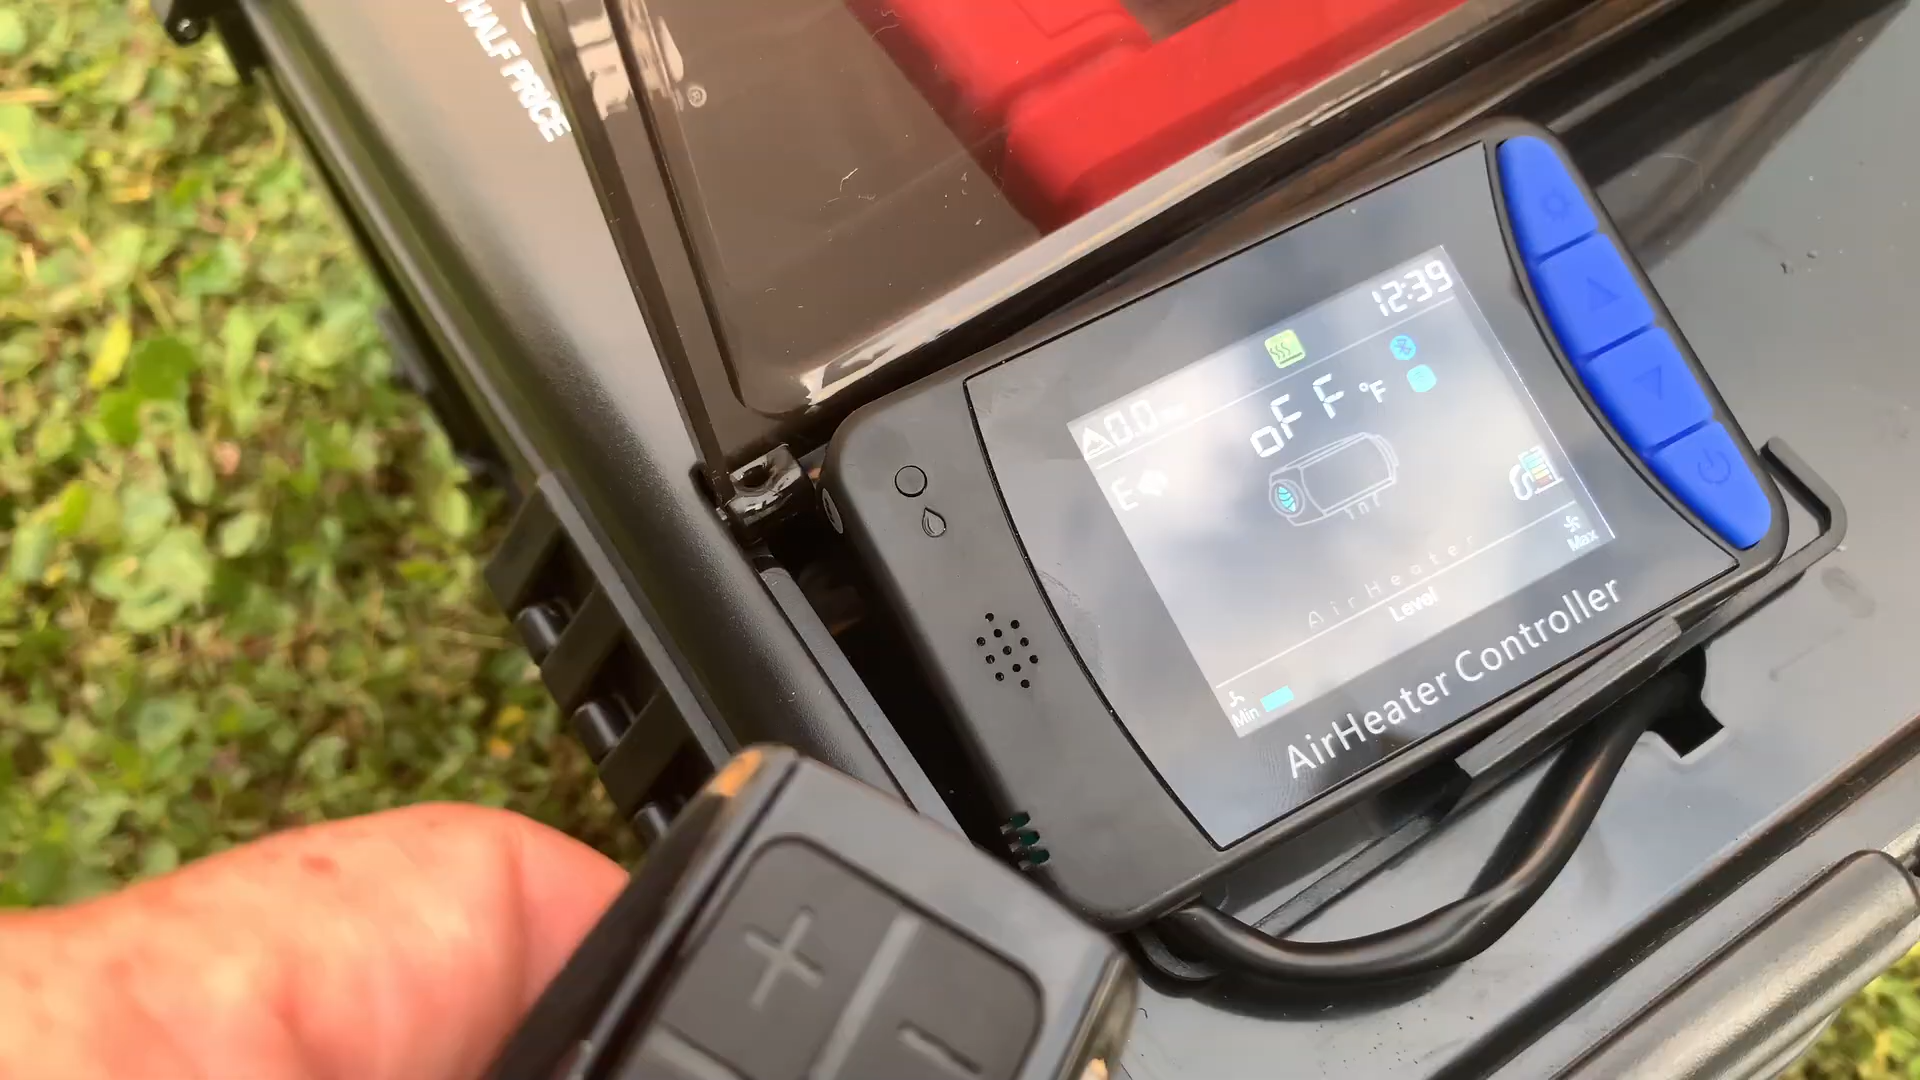 HALF PRICE
®
12:39
0.0
oFF °F
E
AirHeater
Level
Max
Min
AirHeater Controller
+
-